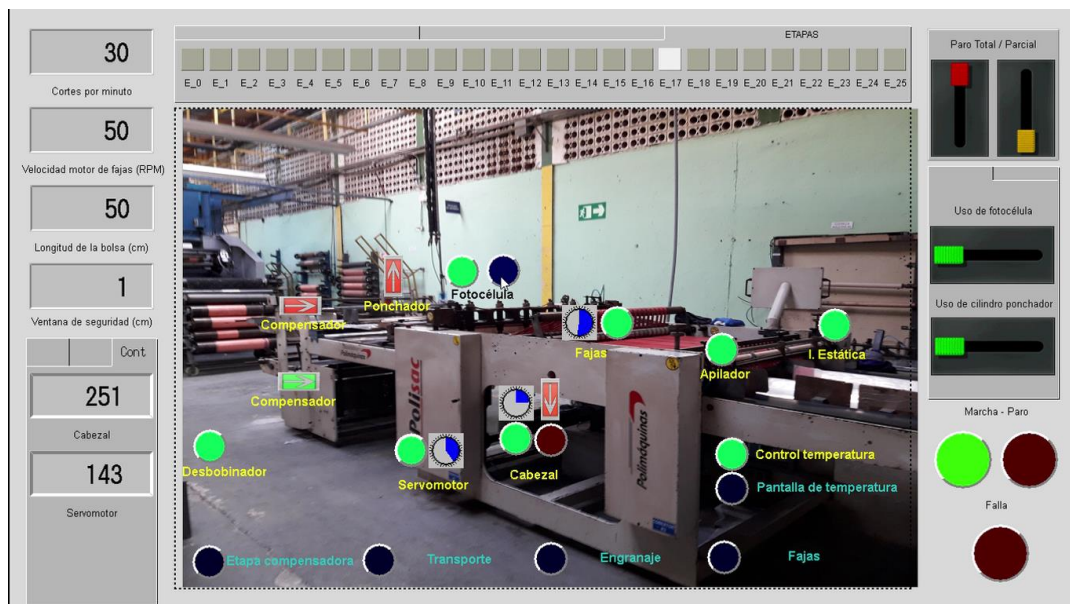 30
Cortes por minuto
50
Velocidad motor de fajas (RPM)
50
Longitud de la bolsa (cm)
1
Ventana de seguridad (cm)
Cont
251
Cabezal
143
Servomotor
ETAPAS
E_0 E_1 E_2 E_3 E_4 E_5 E_6 E_7 E_8 E_9 E_10 E_11 E_12 E_13 E_14 E_15 E_16 E_17 E_18 E_19 E_20 E_21 E_22 E_23 E_24 E_25
Ponchador
Fotocélula
Compensador
Fajas
I. Estática
Apilador
Compensador
Polimáquinas
Polisac
Polimáquinas
Desbobinador
Servomotor
Cabezal
Control temperatura
Pantalla de temperatura
Etapa compensadora
Transporte
Engranaje
Fajas
Paro Total / Parcial
Uso de fotocélula
Uso de cilindro ponchador
Marcha - Paro
Falla